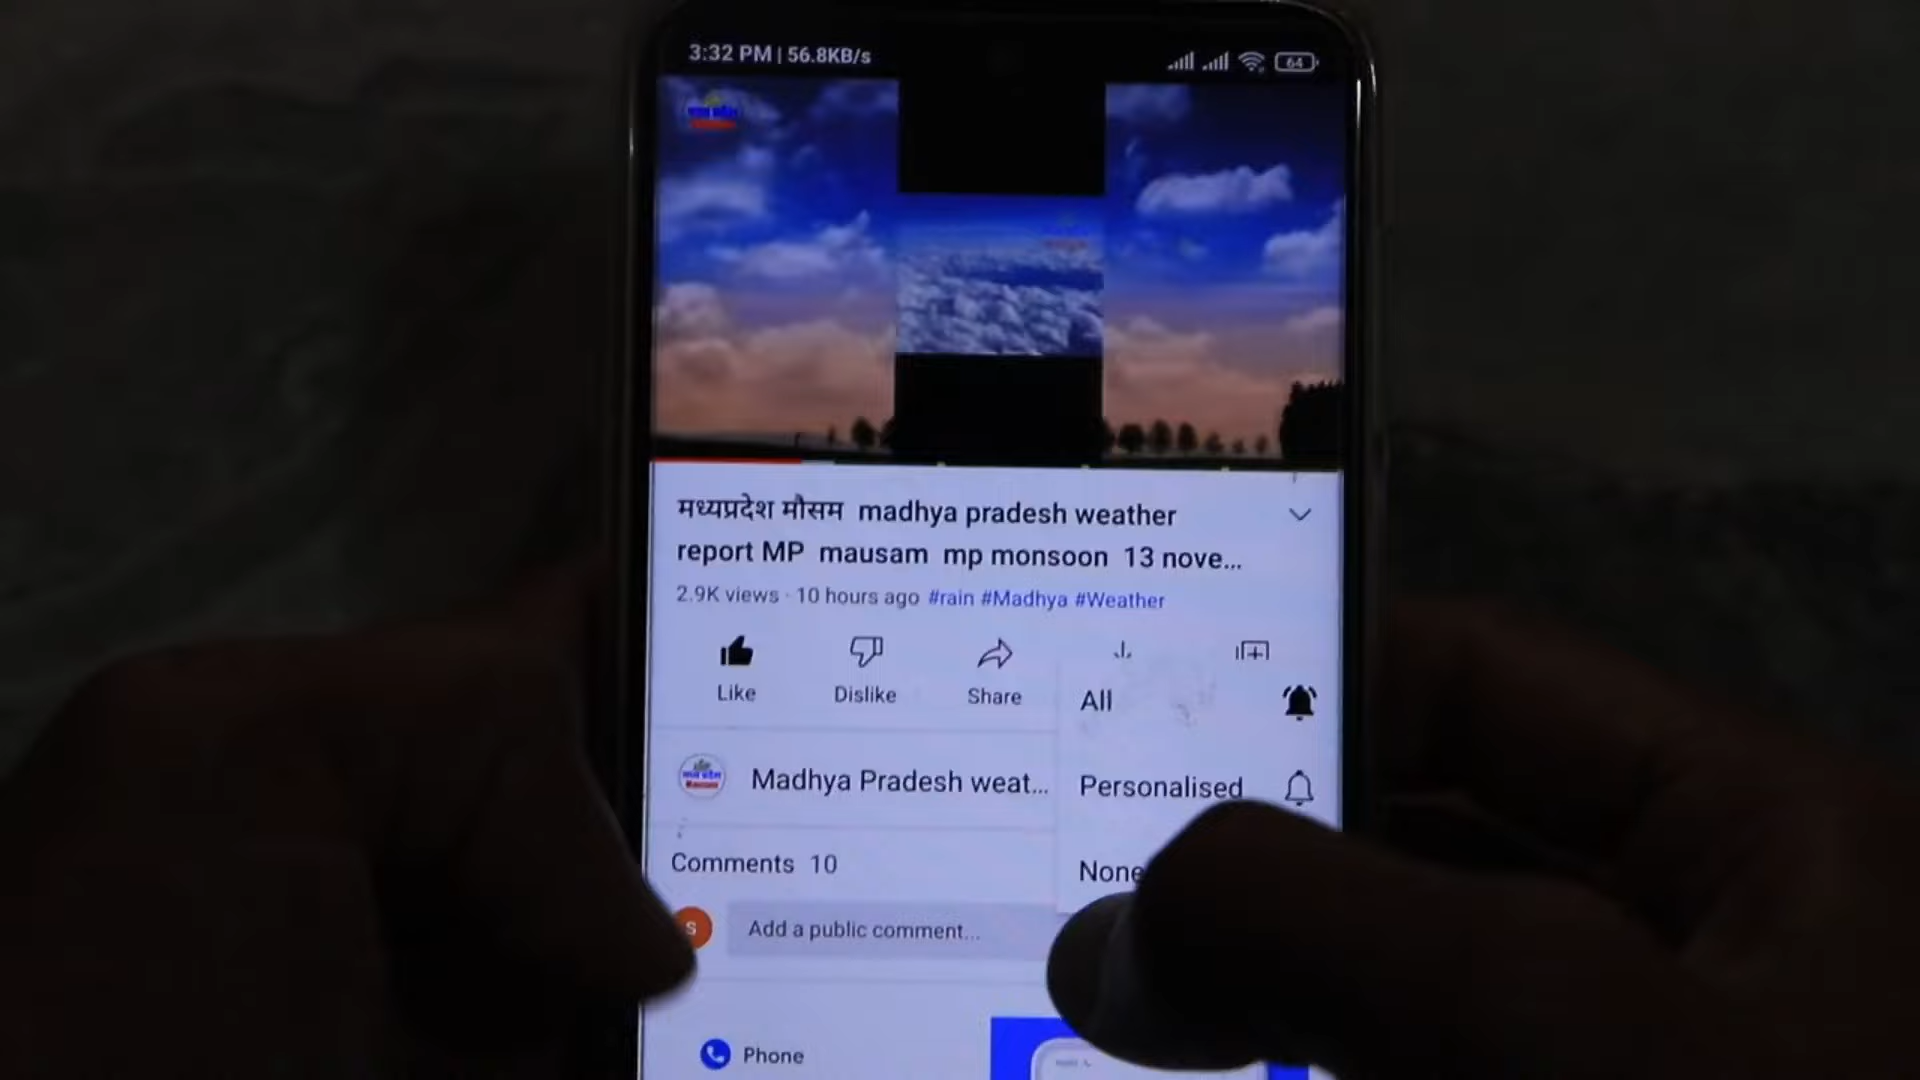 3:32 PM | 56.8KB/s
64
मध्यप्रदेश मौसम madhya pradesh weather
report MP mausam mp monsoon 13 nove...
2.9K views · 10 hours ago #rain #Madhya #Weather
Like
Dislike
Share
All
Madhya Pradesh weat...
Personalised
Comments 10
None
S
Add a public comment...
Phone